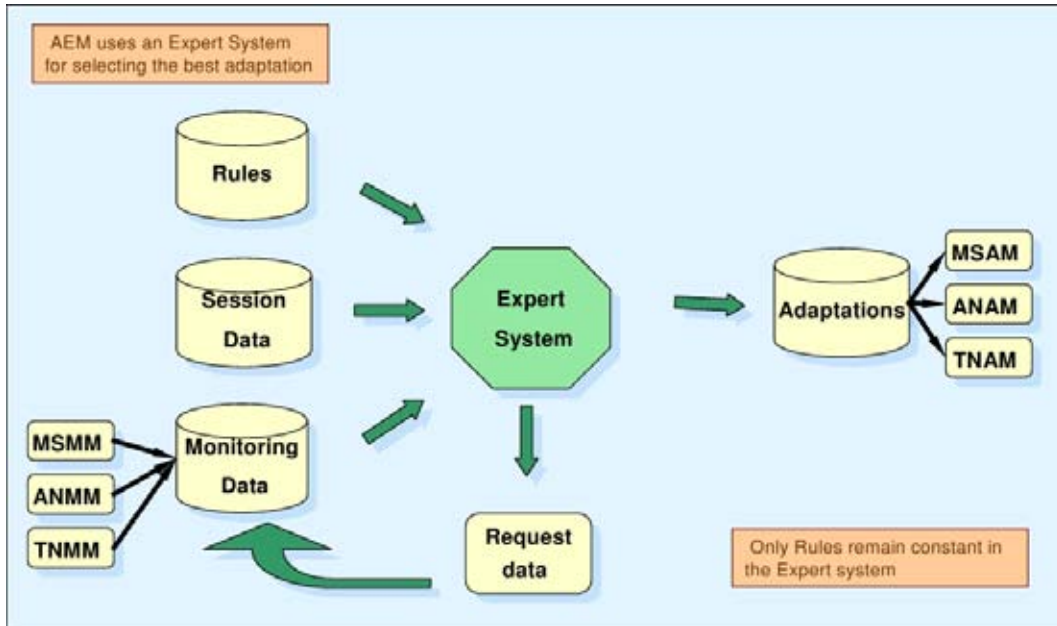 AEM uses an Expert System
for selecting the best adaptation
Rules
Session
Data
Expert
System
Adaptations
MSAM
ANAM
TNAM
MSMM
ANMM
TNMM
Monitoring
Data
Request
data
Only Rules remain constant in
the Expert system